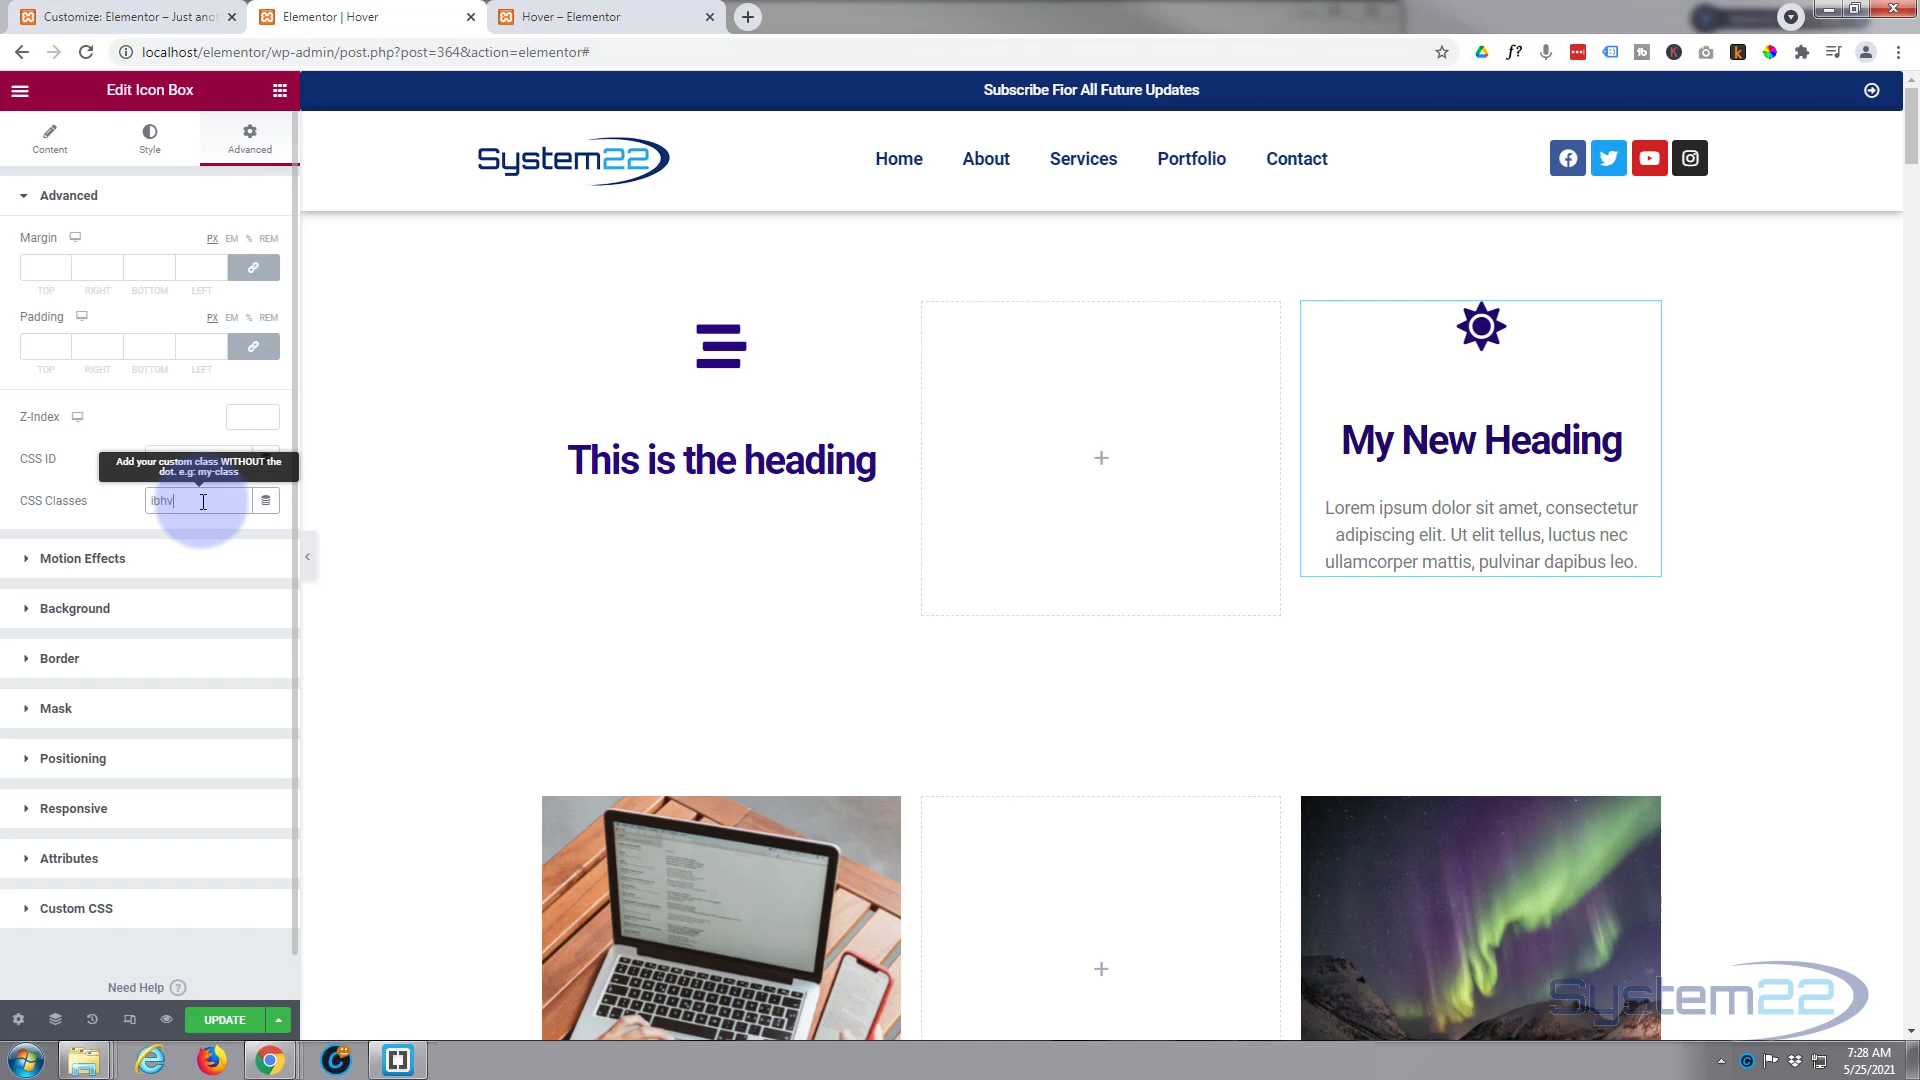 Customize: Elementor – Just anot
Elementor | Hover
Hover – Elementor
localhost/elementor/wp-admin/post.php?post=364&action=elementor#
Edit Icon Box
Content
Style
Advanced
Advanced
Margin
PX EM % REM
TOP RIGHT BOTTOM LEFT
Padding
PX EM % REM
TOP RIGHT BOTTOM LEFT
Z-Index
CSS ID
Add your custom class WITHOUT the
dot. e.g: my-class
CSS Classes
ibhv
Motion Effects
Background
Border
Mask
Positioning
Responsive
Attributes
Custom CSS
Need Help ?
UPDATE
Subscribe Fior All Future Updates
System22
Home About Services Portfolio Contact
This is the heading
My New Heading
Lorem ipsum dolor sit amet, consectetur
adipiscing elit. Ut elit tellus, luctus nec
ullamcorper mattis, pulvinar dapibus leo.
System22
7:28 AM
5/25/2021